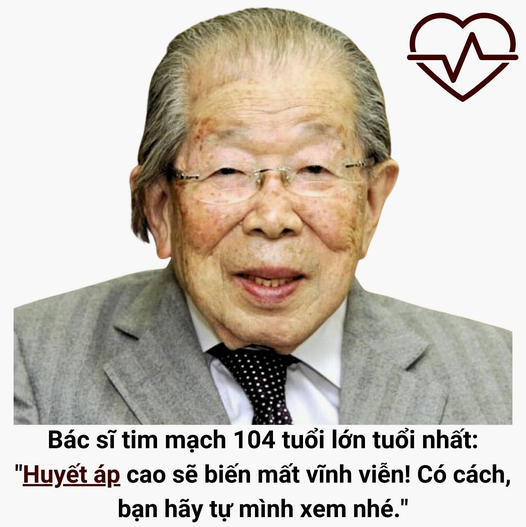 Bác sĩ tim mạch 104 tuổi lớn tuổi nhất:
"Huyết áp cao sẽ biến mất vĩnh viễn! Có cách,
bạn hãy tự mình xem nhé."